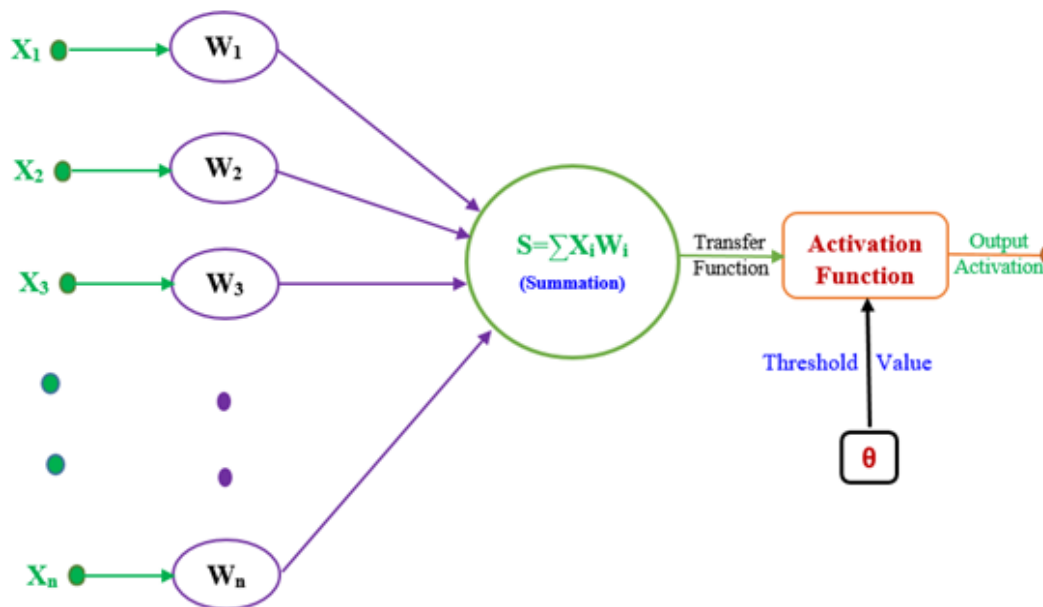 X₁
W₁
X₂
W₂
X₃
W₃
Xₙ
Wₙ
S=∑XᵢWᵢ
(Summation)
Transfer
Function
Activation
Function
Output
Activation
Threshold Value
θ